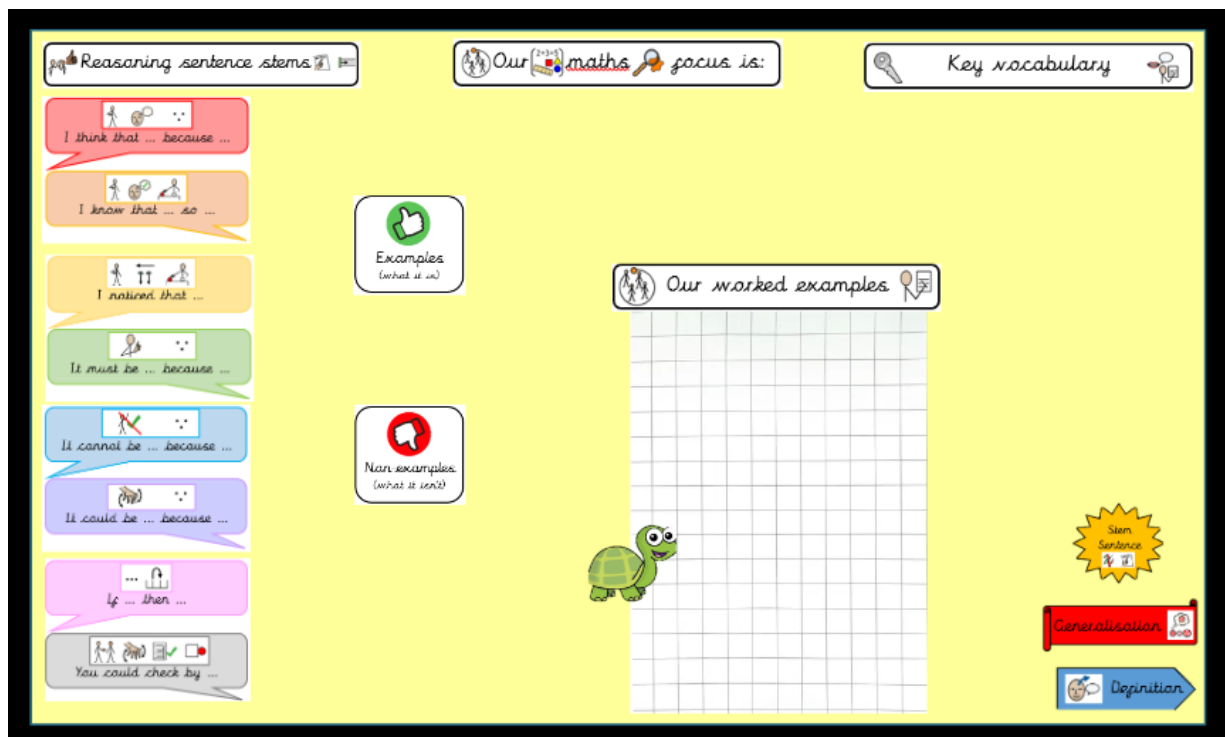 Reasoning sentence stems
Our maths focus is:
Key vocabulary
I think that ... because ...
I know that ... so ...
I noticed that ...
It must be ... because ...
It cannot be ... because ...
It could be ... because ...
If ... then ...
You could check by ...
Examples
(what it is)
Non-examples
(what it isn't)
Our worked examples
Stem
Sentence
Generalisation
Definition